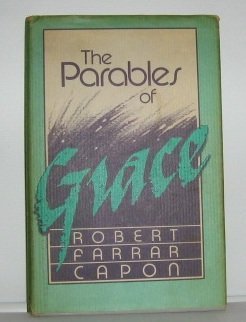 The
Parables
of
Grace
ROBERT
FARRAR
CAPON